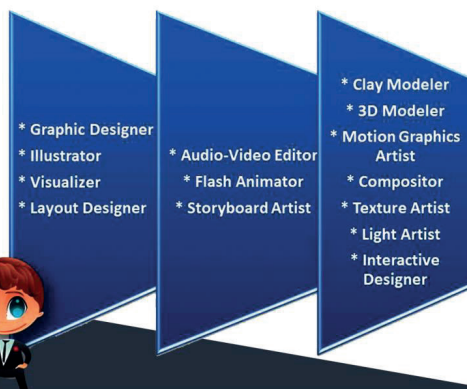 * Graphic Designer
* Illustrator
* Visualizer
* Layout Designer
* Audio-Video Editor
* Flash Animator
* Storyboard Artist
* Clay Modeler
* 3D Modeler
* Motion Graphics
Artist
* Compositor
* Texture Artist
* Light Artist
* Interactive
Designer